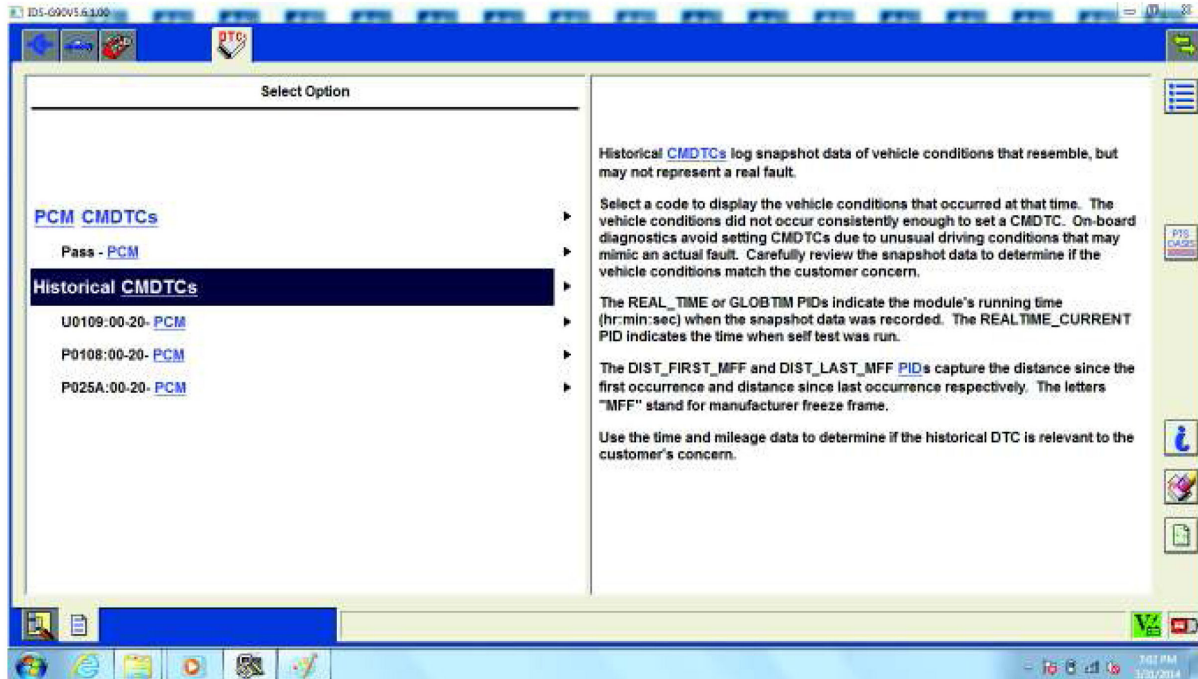 IDS-G90V5.6.1.00
DTC
Select Option
PCM CMDTCs
Pass - PCM
Historical CMDTCs
U0109:00-20- PCM
P0108:00-20- PCM
P025A:00-20- PCM
Historical CMDTCs log snapshot data of vehicle conditions that resemble, but
may not represent a real fault.
Select a code to display the vehicle conditions that occurred at that time. The
vehicle conditions did not occur consistently enough to set a CMDTC. On-board
diagnostics avoid setting CMDTCs due to unusual driving conditions that may
mimic an actual fault. Carefully review the snapshot data to determine if the
vehicle conditions match the customer concern.
The REAL_TIME or GLOBTIM PIDs indicate the module's running time
(hr:min:sec) when the snapshot data was recorded. The REALTIME_CURRENT
PID indicates the time when self test was run.
The DIST_FIRST_MFF and DIST_LAST_MFF PIDs capture the distance since the
first occurrence and distance since last occurrence respectively. The letters
"MFF" stand for manufacturer freeze frame.
Use the time and mileage data to determine if the historical DTC is relevant to the
customer's concern.
PTS
OASIS
7:02 PM